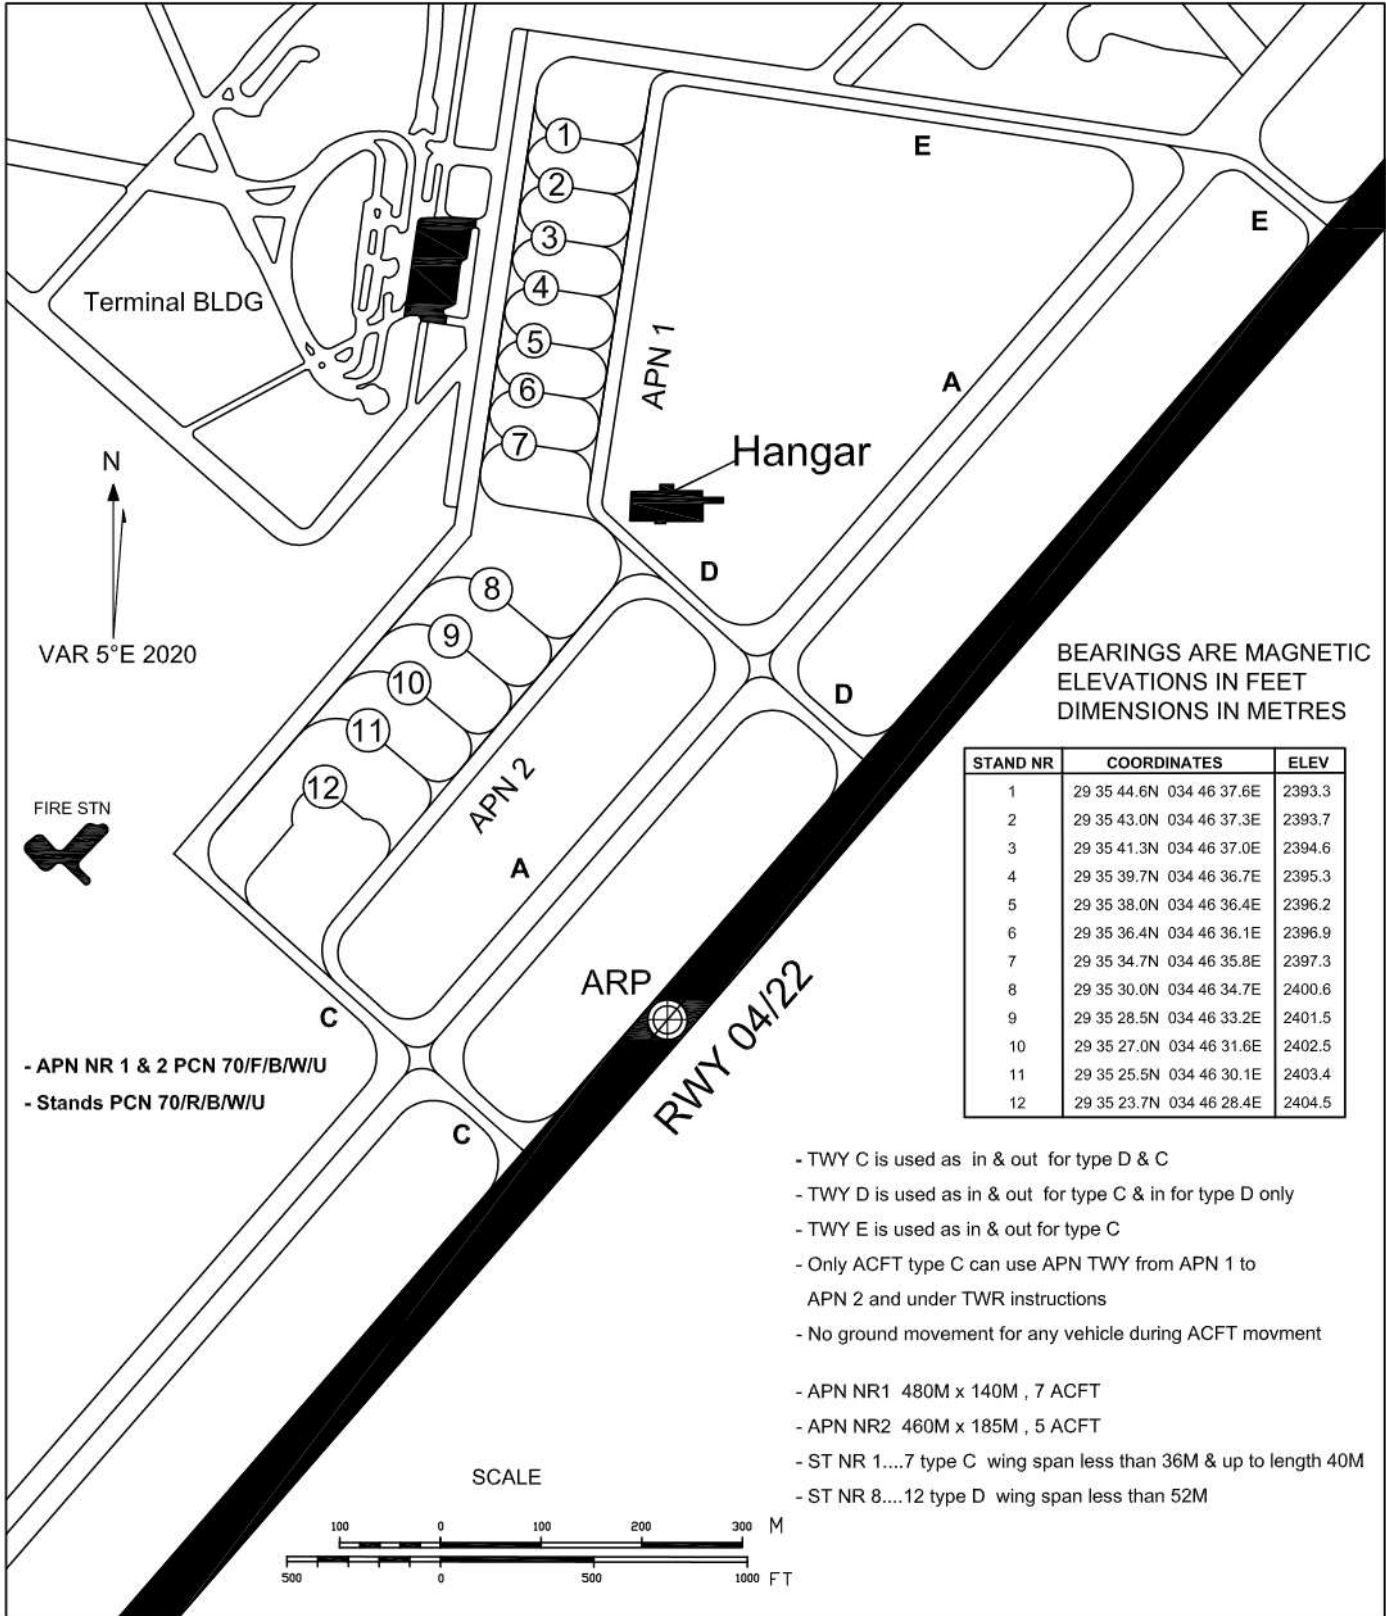 E
1
2
E
3
4
Terminal BLDG
5
APN 1
6
A
7
Hangar
N
D
8
9
VAR 5°E 2020
10
D
11
12
APN 2
FIRE STN
A
ARP
RWY 04/22
C
C
- APN NR 1 & 2 PCN 70/F/B/W/U
- Stands PCN 70/R/B/W/U
BEARINGS ARE MAGNETIC
ELEVATIONS IN FEET
DIMENSIONS IN METRES
STAND NR COORDINATES ELEV
1 29 35 44.6N 034 46 37.6E 2393.3
2 29 35 43.0N 034 46 37.3E 2393.7
3 29 35 41.3N 034 46 37.0E 2394.6
4 29 35 39.7N 034 46 36.7E 2395.3
5 29 35 38.0N 034 46 36.4E 2396.2
6 29 35 36.4N 034 46 36.1E 2396.9
7 29 35 34.7N 034 46 35.8E 2397.3
8 29 35 30.0N 034 46 34.7E 2400.6
9 29 35 28.5N 034 46 33.2E 2401.5
10 29 35 27.0N 034 46 31.6E 2402.5
11 29 35 25.5N 034 46 30.1E 2403.4
12 29 35 23.7N 034 46 28.4E 2404.5
- TWY C is used as in & out for type D & C
- TWY D is used as in & out for type C & in for type D only
- TWY E is used as in & out for type C
- Only ACFT type C can use APN TWY from APN 1 to
APN 2 and under TWR instructions
- No ground movement for any vehicle during ACFT movment
- APN NR1 480M x 140M , 7 ACFT
- APN NR2 460M x 185M , 5 ACFT
- ST NR 1....7 type C wing span less than 36M & up to length 40M
- ST NR 8....12 type D wing span less than 52M
SCALE
100 0 100 200 300 M
500 0 500 1000 FT